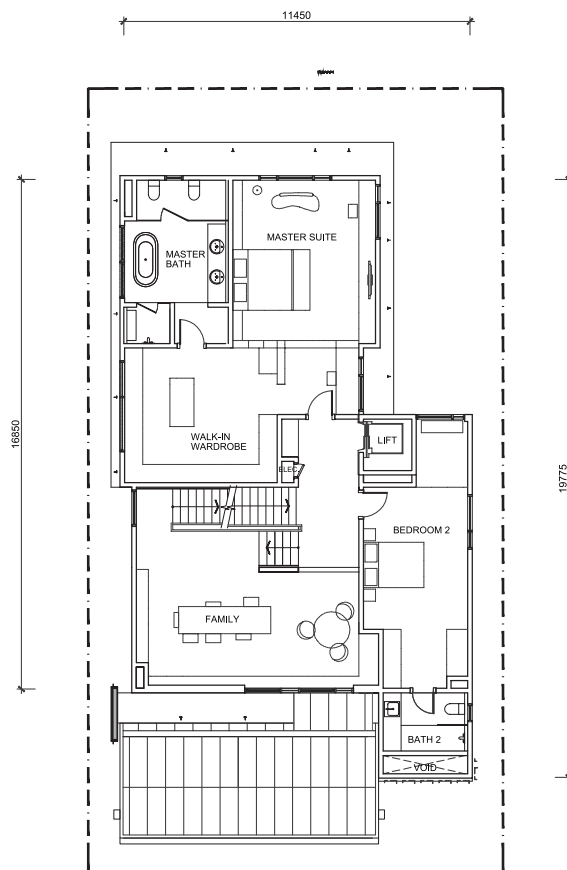 11450
MASTER SUITE
MASTER
BATH
16850
WALK-IN
WARDROBE
LIFT
ELEC.
19775
BEDROOM 2
FAMILY
BATH 2
VOID